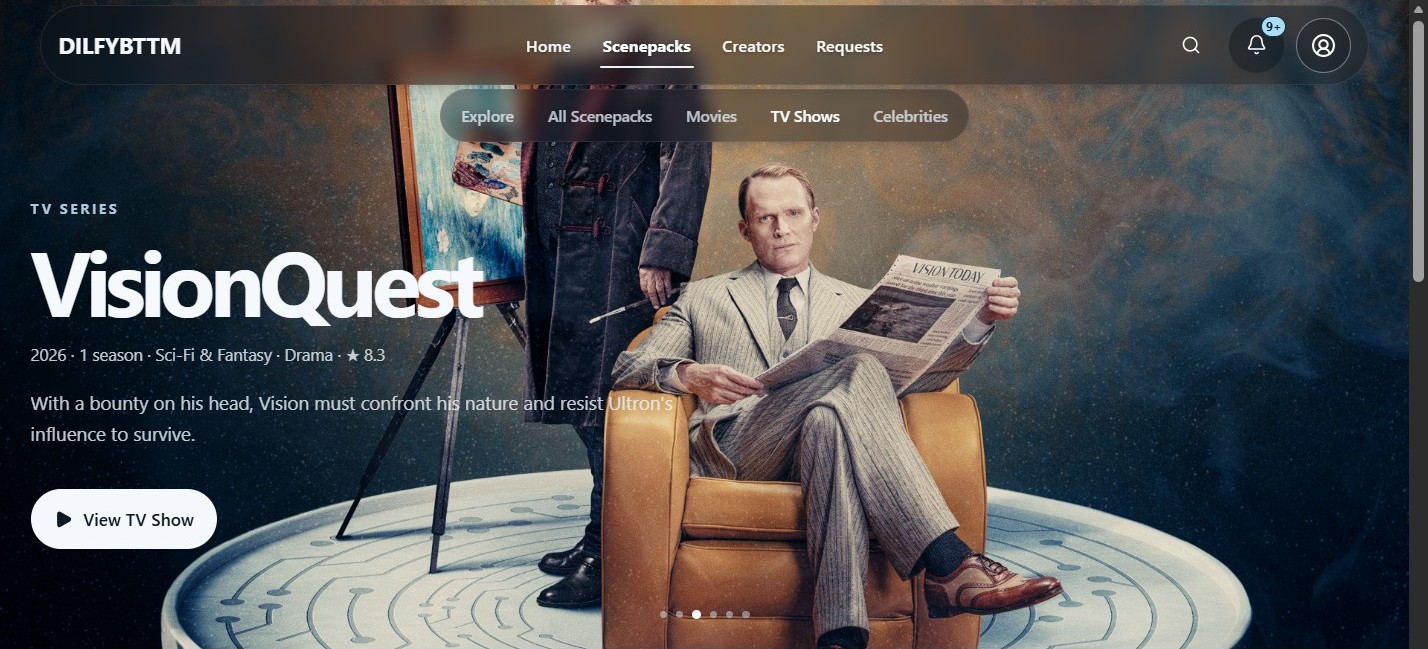 DILFYBTTM
Home Scenepacks Creators Requests
9+
Explore All Scenepacks Movies TV Shows Celebrities
TV SERIES
VisionQuest
2026 · 1 season · Sci-Fi & Fantasy · Drama · ★ 8.3
With a bounty on his head, Vision must confront his nature and resist Ultron's
influence to survive.
View TV Show
VISION TODAY